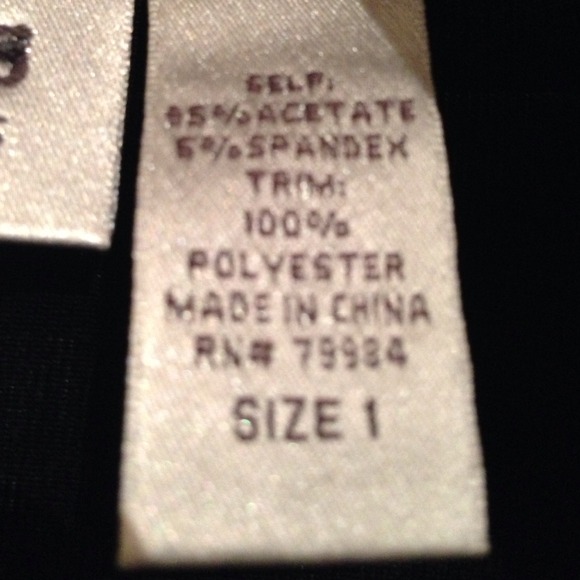 SELF:
95% ACETATE
5% SPANDEX
TRIM:
100%
POLYESTER
MADE IN CHINA
RN# 79984
SIZE 1